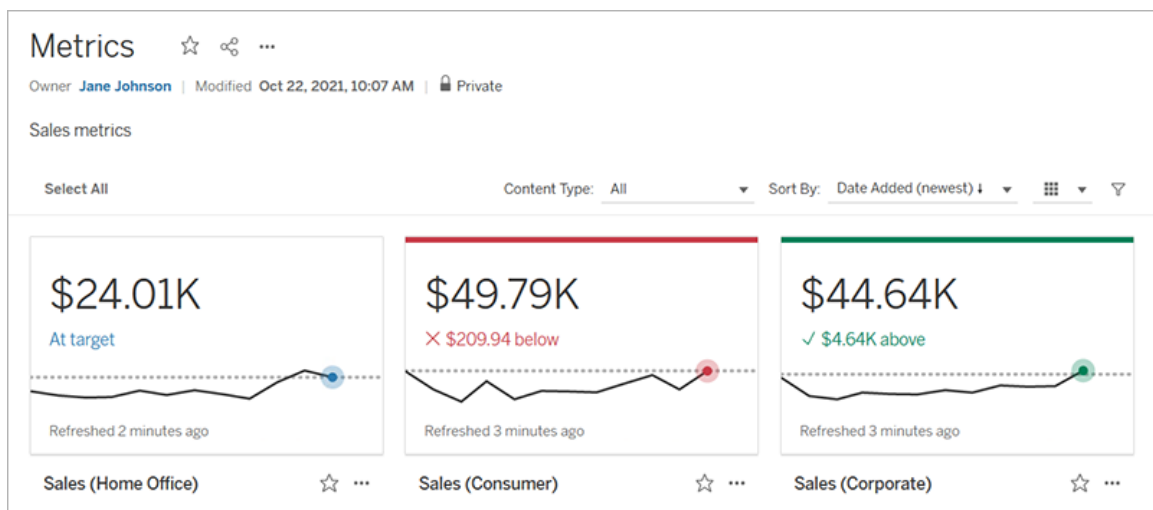 Metrics
Owner Jane Johnson | Modified Oct 22, 2021, 10:07 AM | Private
Sales metrics
Select All Content Type: All Sort By: Date Added (newest)
$24.01K
At target
Refreshed 2 minutes ago
Sales (Home Office)
$49.79K
$209.94 below
Refreshed 3 minutes ago
Sales (Consumer)
$44.64K
$4.64K above
Refreshed 3 minutes ago
Sales (Corporate)